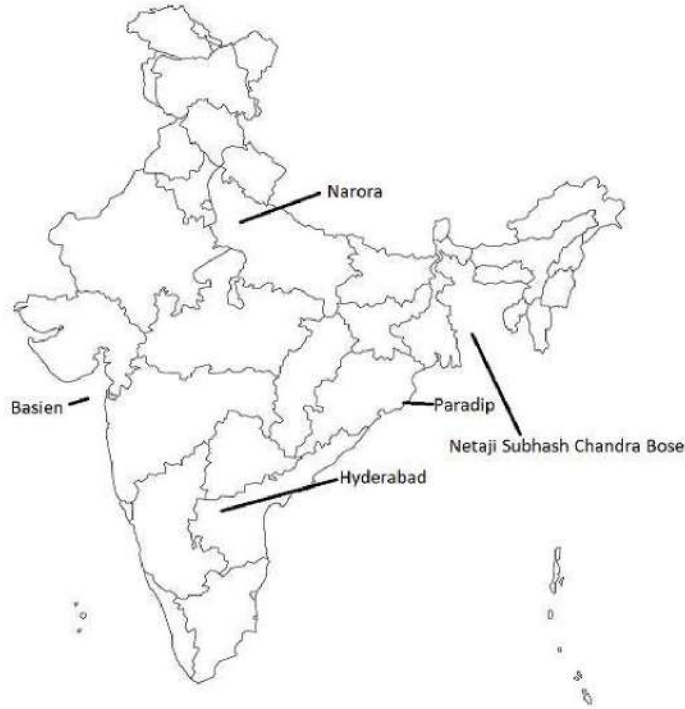 Narora
Basien
Paradip
Netaji Subhash Chandra Bose
Hyderabad